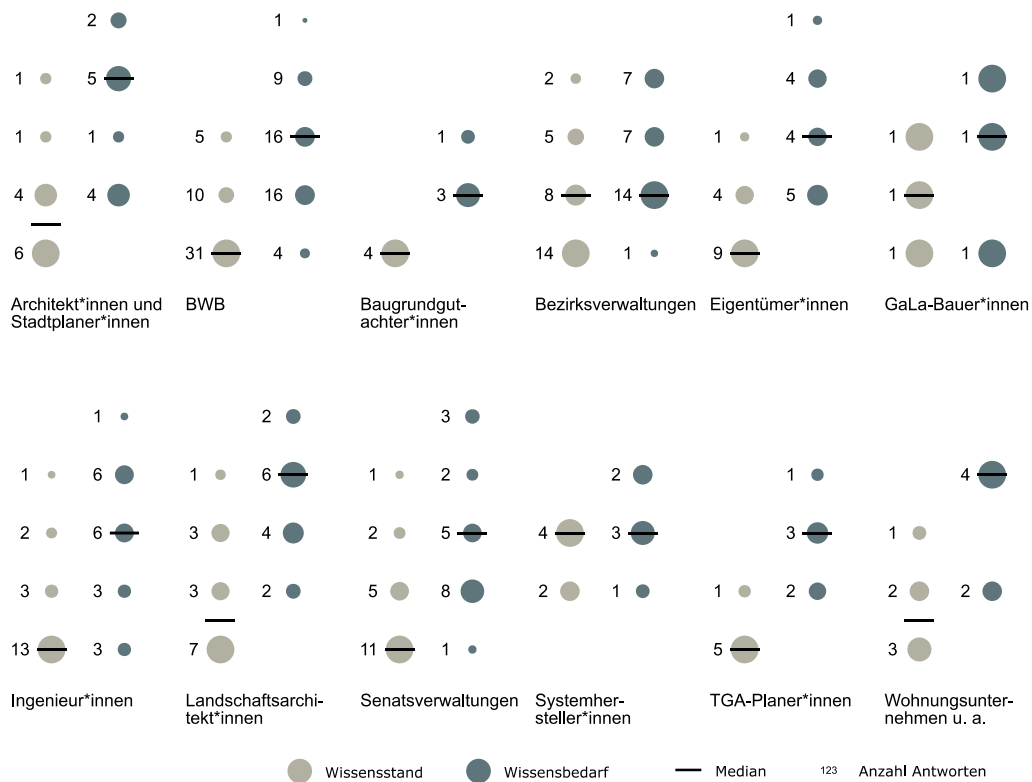 2 1 1
1 5 9 2 7 4 1
1 1 5 16 1 5 7 1 4 1 1
4 4 10 16 3 8 14 4 5 1
6 31 4 4 14 1 9 1 1
Architekt*innen und BWB Baugrundgut- Bezirksverwaltungen Eigentümer*innen GaLa-Bauer*innen
Stadtplaner*innen achter*innen
1 2 3
1 6 1 6 1 2 2 1 4
2 6 3 4 2 5 4 3 3 1
3 3 3 2 5 8 2 1 1 2 2 2
13 3 7 11 1 5 3
Ingenieur*innen Landschaftsarchi- Senatsverwaltungen Systemher- TGA-Planer*innen Wohnungsunter-
tekt*innen steller*innen nehmen u. a.
Wissensstand Wissensbedarf Median 123 Anzahl Antworten